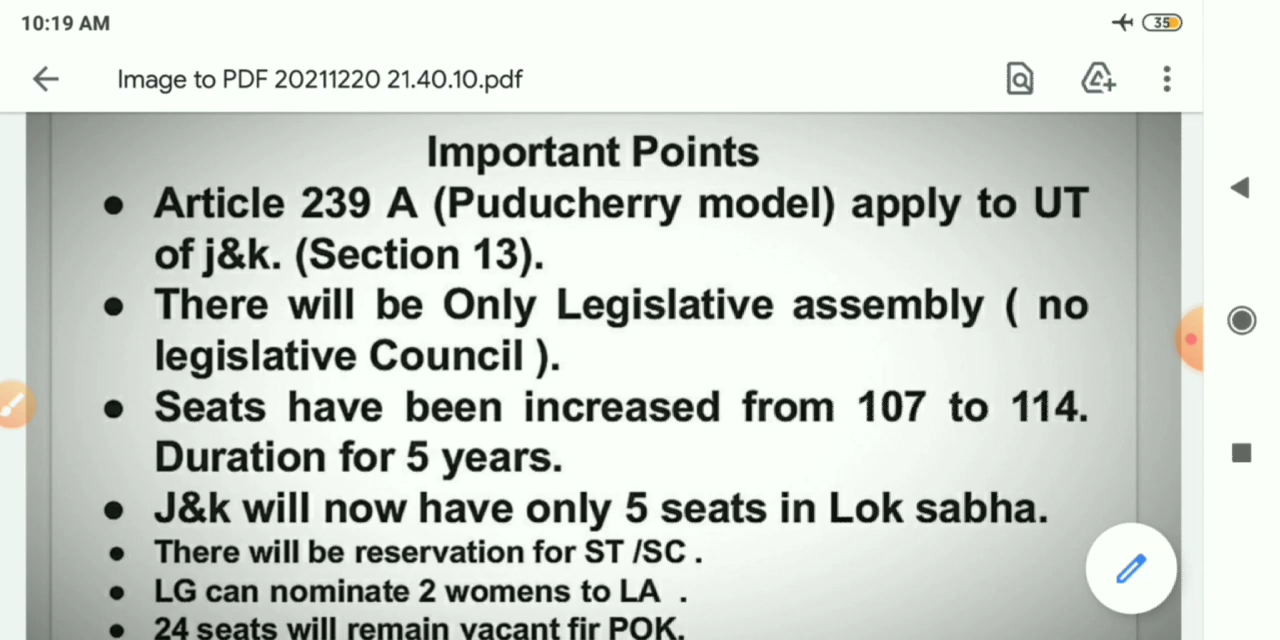 10:19 AM
35
Image to PDF 20211220 21.40.10.pdf
Important Points
• Article 239 A (Puducherry model) apply to UT
of j&k. (Section 13).
• There will be Only Legislative assembly ( no
legislative Council ).
• Seats have been increased from 107 to 114.
Duration for 5 years.
• J&k will now have only 5 seats in Lok sabha.
• There will be reservation for ST /SC .
• LG can nominate 2 womens to LA .
• 24 seats will remain vacant fir POK.